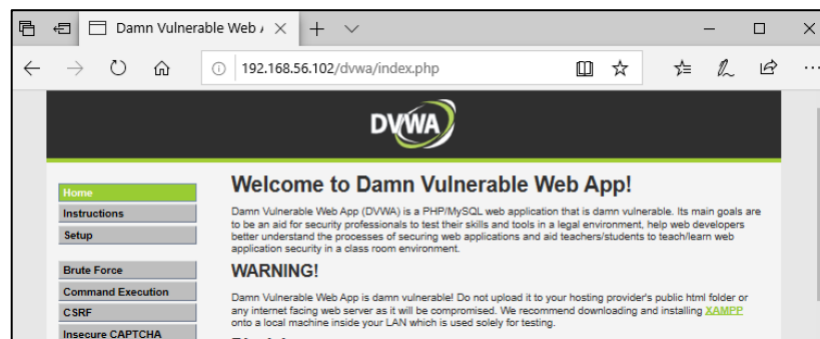 Damn Vulnerable Web A
192.168.56.102/dvwa/index.php
DVWA
Home
Instructions
Setup
Brute Force
Command Execution
CSRF
Insecure CAPTCHA
Welcome to Damn Vulnerable Web App!
Damn Vulnerable Web App (DVWA) is a PHP/MySQL web application that is damn vulnerable. Its main goals are
to be an aid for security professionals to test their skills and tools in a legal environment, help web developers
better understand the processes of securing web applications and aid teachers/students to teach/learn web
application security in a class room environment.
WARNING!
Damn Vulnerable Web App is damn vulnerable! Do not upload it to your hosting provider's public html folder or
any internet facing web server as it will be compromised. We recommend downloading and installing XAMPP
onto a local machine inside your LAN which is used solely for testing.